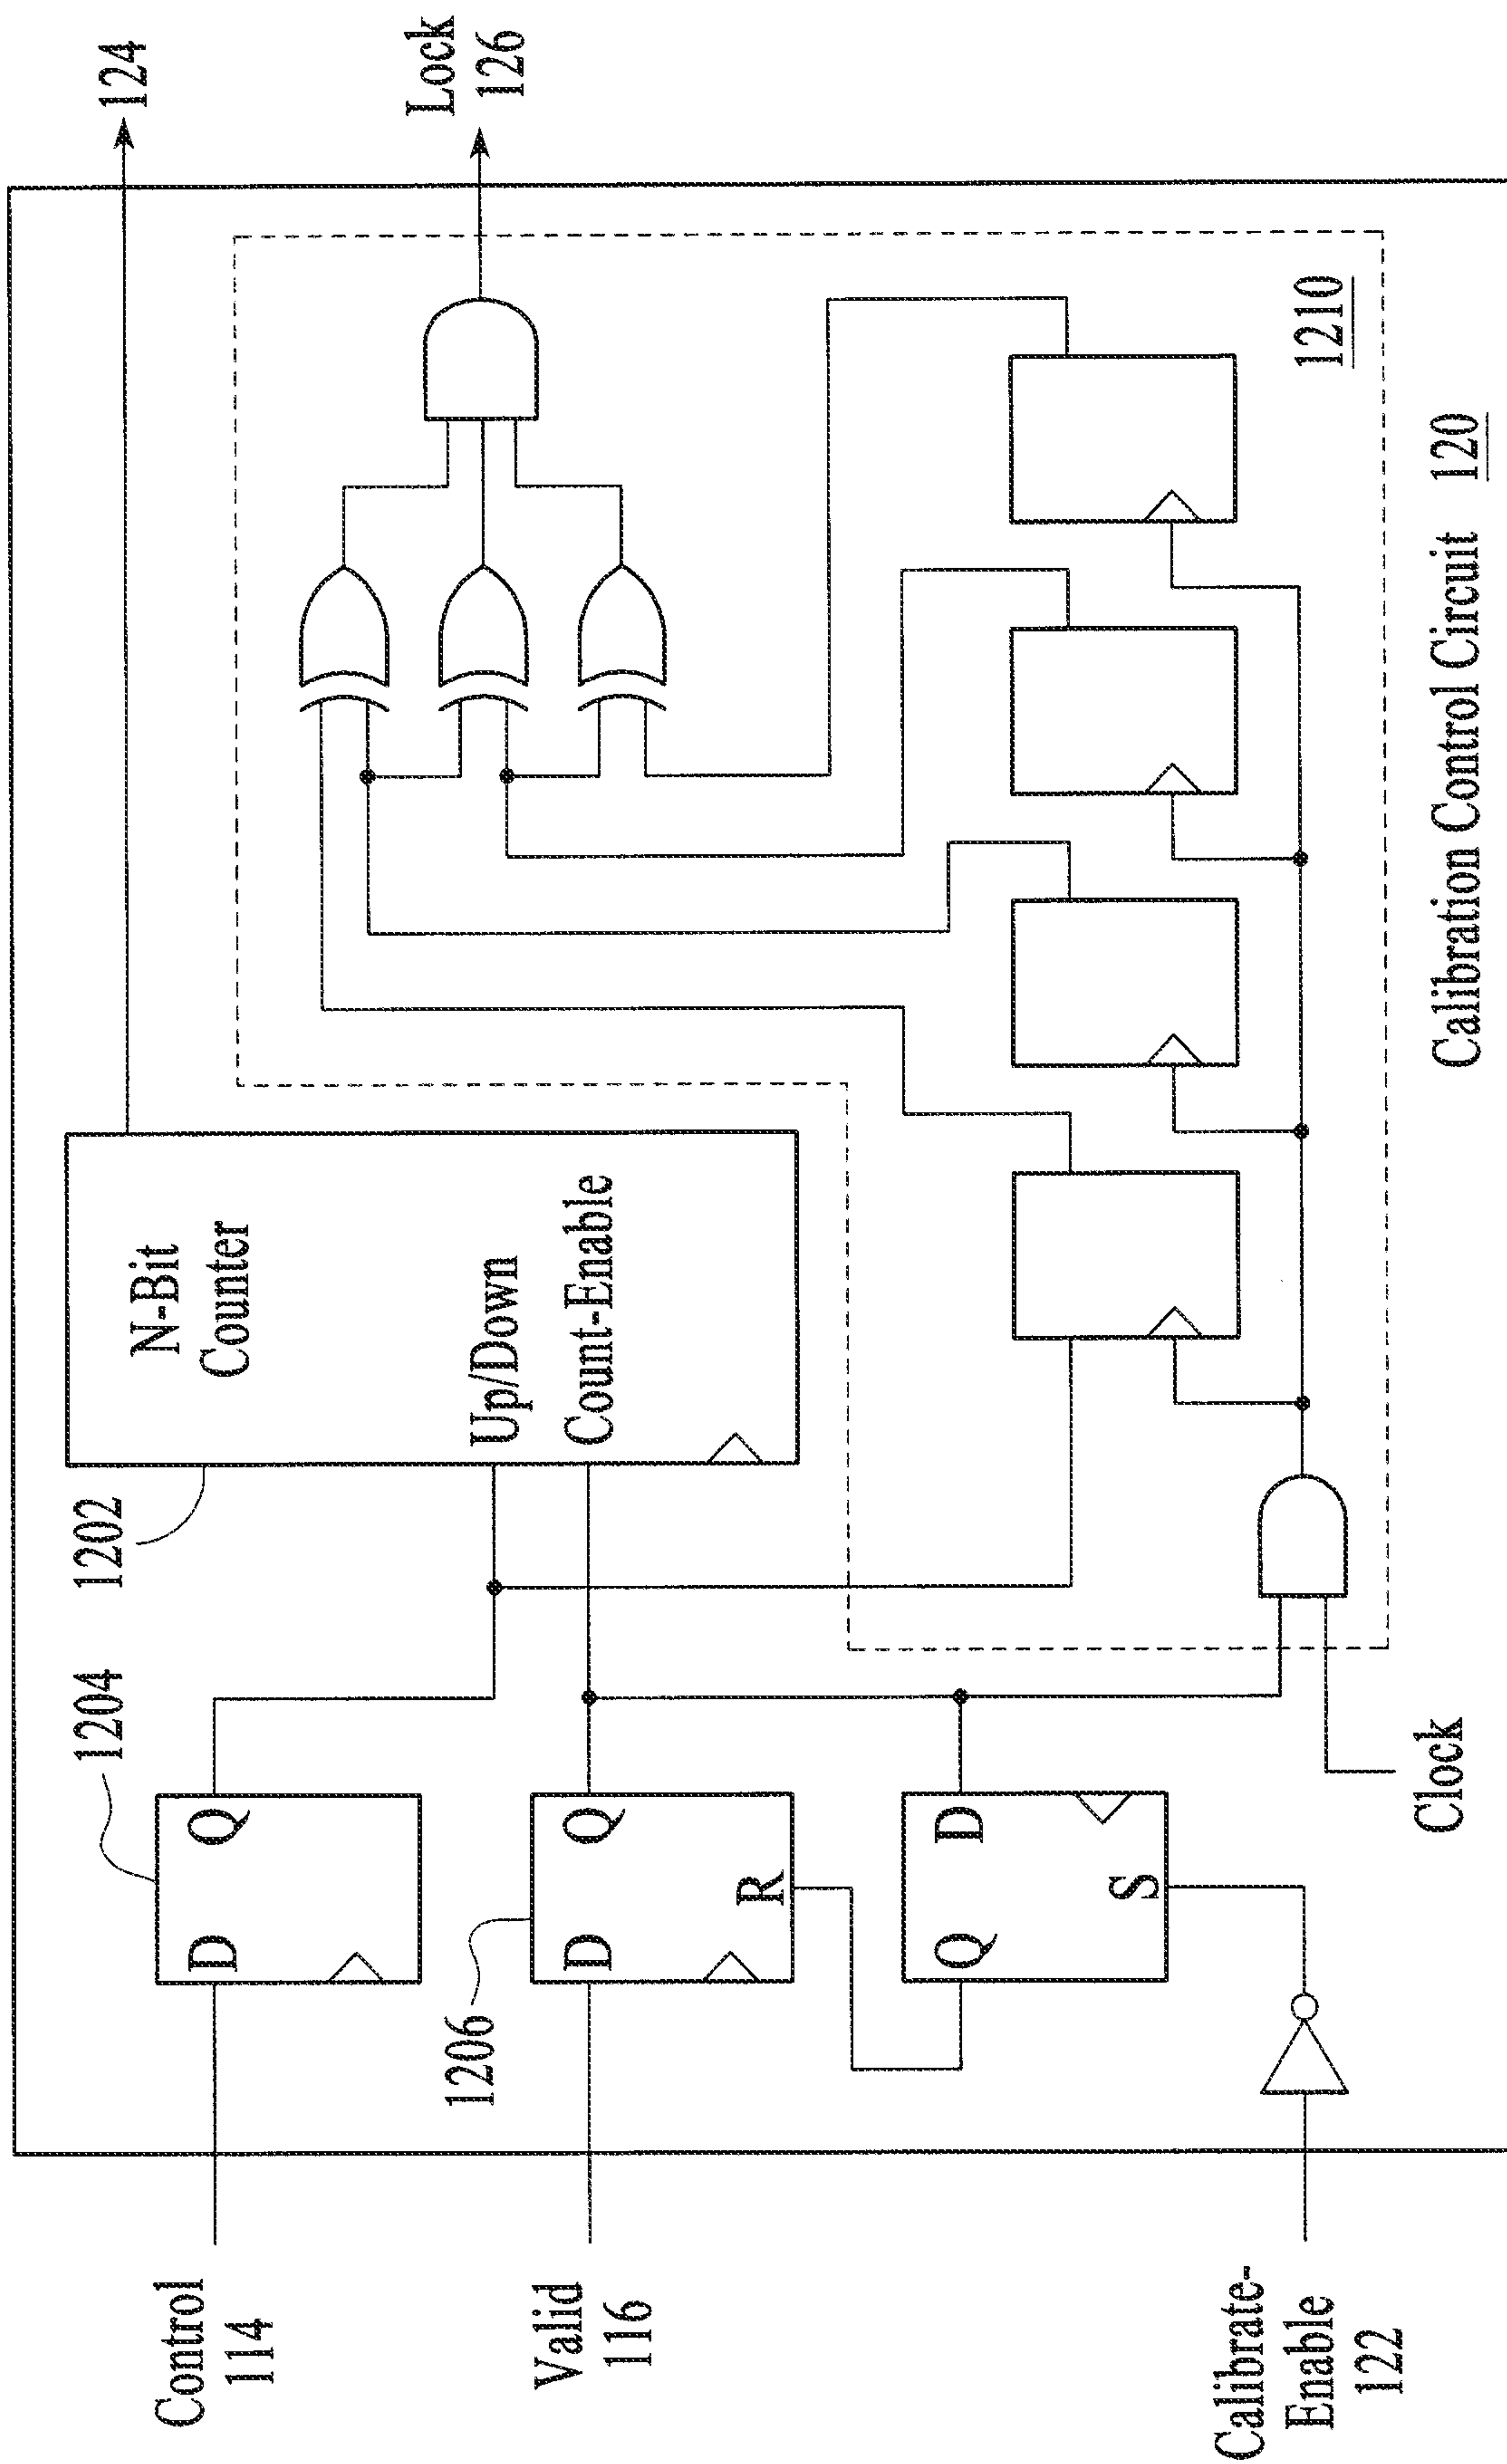 124
Lock
126
N-Bit
Counter
Up/Down
Count-Enable
1202
1204
D
Q
1206
D
Q
R
Q
D
S
Control
114
Valid
116
Calibrate-
Enable
122
Clock
1210
Calibration Control Circuit 120